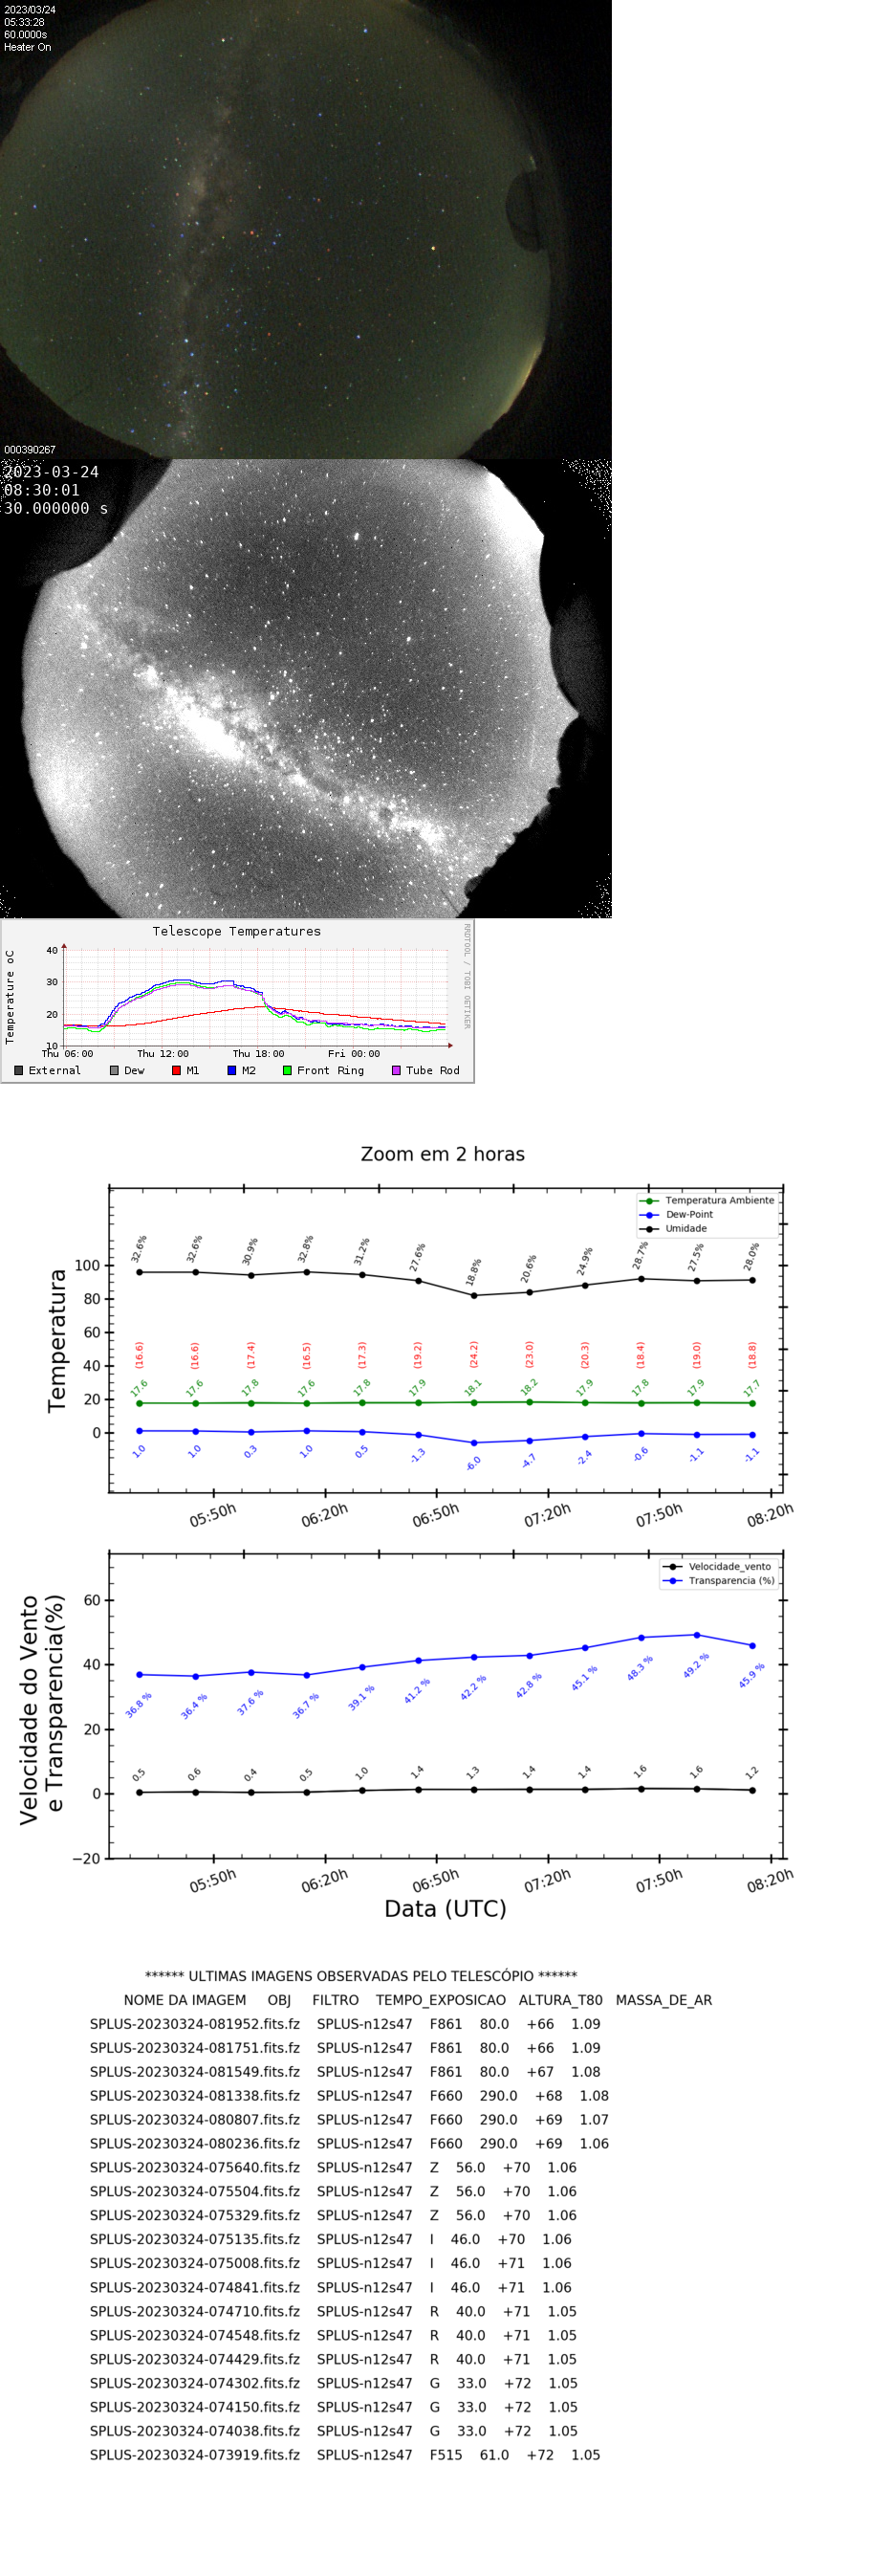 2023/03/24
05:33:28
60.0000s
Heater On
000390267
2023-03-24
08:30:01
30.000000 s
Telescope Temperatures
RRDTOOL / TOBI OETIKER
Temperature oC
40
30
20
10
Thu 06:00 Thu 12:00 Thu 18:00 Fri 00:00
External Dew M1 M2 Front Ring Tube Rod
Zoom em 2 horas
Temperatura Ambiente
Dew-Point
Umidade
Temperatura
100
80
60
40
20
0
32.6% 32.6% 30.9% 32.8% 31.2% 27.6% 18.8% 20.6% 24.9% 28.7% 27.5% 28.0%
(16.6) (16.6) (17.4) (16.5) (17.3) (19.2) (24.2) (23.0) (20.3) (18.4) (19.0) (18.8)
17.6 17.6 17.8 17.6 17.8 17.9 18.1 18.2 17.9 17.8 17.9 17.7
1.0 1.0 0.3 1.0 0.5 -1.3 -6.0 -4.7 -2.4 -0.6 -1.1 -1.1
05:50h 06:20h 06:50h 07:20h 07:50h 08:20h
Velocidade_vento
Transparencia (%)
Velocidade do Vento
e Transparencia(%)
60
40
20
0
−20
36.8 % 36.4 % 37.6 % 36.7 % 39.1 % 41.2 % 42.2 % 42.8 % 45.1 % 48.3 % 49.2 % 45.9 %
0.5 0.6 0.4 0.5 1.0 1.4 1.3 1.4 1.4 1.6 1.6 1.2
05:50h 06:20h 06:50h 07:20h 07:50h 08:20h
Data (UTC)
****** ULTIMAS IMAGENS OBSERVADAS PELO TELESCÓPIO ******
NOME DA IMAGEM OBJ FILTRO TEMPO_EXPOSICAO ALTURA_T80 MASSA_DE_AR
SPLUS-20230324-081952.fits.fz SPLUS-n12s47 F861 80.0 +66 1.09
SPLUS-20230324-081751.fits.fz SPLUS-n12s47 F861 80.0 +66 1.09
SPLUS-20230324-081549.fits.fz SPLUS-n12s47 F861 80.0 +67 1.08
SPLUS-20230324-081338.fits.fz SPLUS-n12s47 F660 290.0 +68 1.08
SPLUS-20230324-080807.fits.fz SPLUS-n12s47 F660 290.0 +69 1.07
SPLUS-20230324-080236.fits.fz SPLUS-n12s47 F660 290.0 +69 1.06
SPLUS-20230324-075640.fits.fz SPLUS-n12s47 Z 56.0 +70 1.06
SPLUS-20230324-075504.fits.fz SPLUS-n12s47 Z 56.0 +70 1.06
SPLUS-20230324-075329.fits.fz SPLUS-n12s47 Z 56.0 +70 1.06
SPLUS-20230324-075135.fits.fz SPLUS-n12s47 I 46.0 +70 1.06
SPLUS-20230324-075008.fits.fz SPLUS-n12s47 I 46.0 +71 1.06
SPLUS-20230324-074841.fits.fz SPLUS-n12s47 I 46.0 +71 1.06
SPLUS-20230324-074710.fits.fz SPLUS-n12s47 R 40.0 +71 1.05
SPLUS-20230324-074548.fits.fz SPLUS-n12s47 R 40.0 +71 1.05
SPLUS-20230324-074429.fits.fz SPLUS-n12s47 R 40.0 +71 1.05
SPLUS-20230324-074302.fits.fz SPLUS-n12s47 G 33.0 +72 1.05
SPLUS-20230324-074150.fits.fz SPLUS-n12s47 G 33.0 +72 1.05
SPLUS-20230324-074038.fits.fz SPLUS-n12s47 G 33.0 +72 1.05
SPLUS-20230324-073919.fits.fz SPLUS-n12s47 F515 61.0 +72 1.05